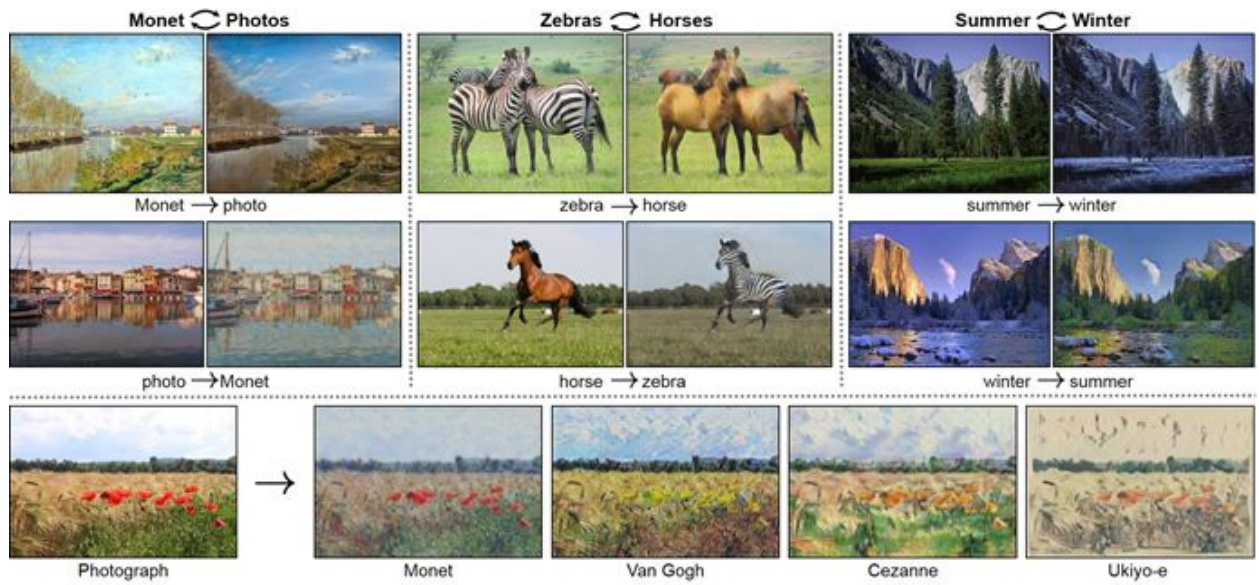 Monet Photos
Zebras Horses
Summer Winter
Monet → photo
zebra → horse
summer → winter
photo → Monet
horse → zebra
winter → summer
→
Photograph
Monet
Van Gogh
Cezanne
Ukiyo-e